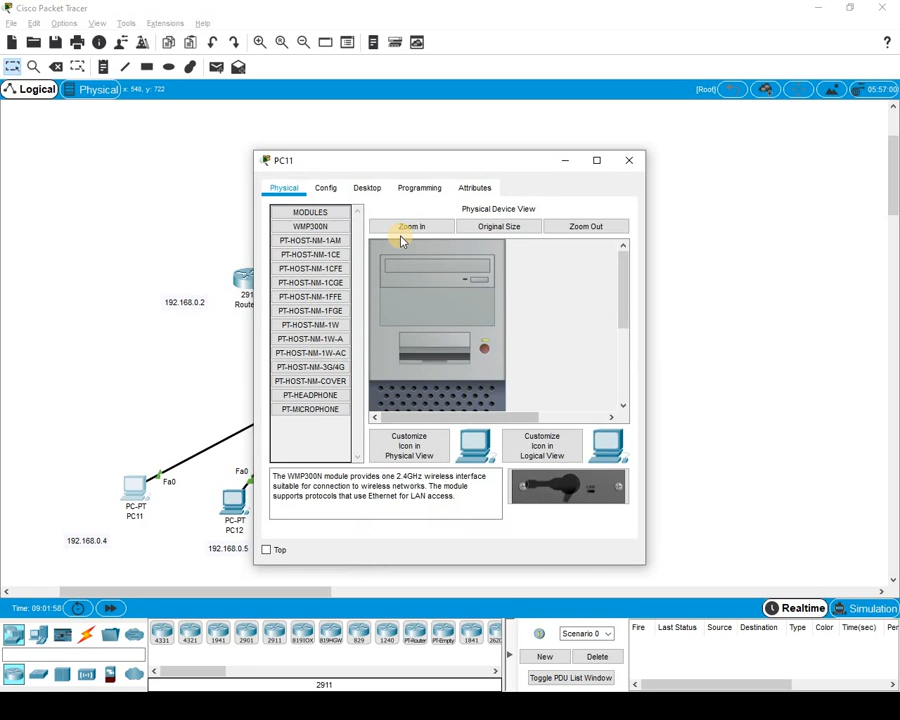 Cisco Packet Tracer
File Edit Options View Tools Extensions Help
?
Logical Physical x: 548, y: 722 [Root] 05:57:00
PC11
Physical Config Desktop Programming Attributes
MODULES
WMP300N
PT-HOST-NM-1AM
PT-HOST-NM-1CE
PT-HOST-NM-1CFE
PT-HOST-NM-1CGE
PT-HOST-NM-1FFE
PT-HOST-NM-1FGE
PT-HOST-NM-1W
PT-HOST-NM-1W-A
PT-HOST-NM-1W-AC
PT-HOST-NM-3G/4G
PT-HOST-NM-COVER
PT-HEADPHONE
PT-MICROPHONE
Physical Device View
Zoom In Original Size Zoom Out
Customize
Icon in
Physical View
Customize
Icon in
Logical View
The WMP300N module provides one 2.4GHz wireless interface
suitable for connection to wireless networks. The module
supports protocols that use Ethernet for LAN access.
Top
192.168.0.2
291
Route
Fa0
PC-PT
PC11
192.168.0.4
Fa0
PC-PT
PC12
192.168.0.5
Time: 09:01:58 Realtime Simulation
4331 4321 1941 2901 2911 819IOX 819HGW 829 1240 PT-Router PT-Empty 1841 2620
2911
Scenario 0
New Delete
Toggle PDU List Window
Fire Last Status Source Destination Type Color Time(sec) Per